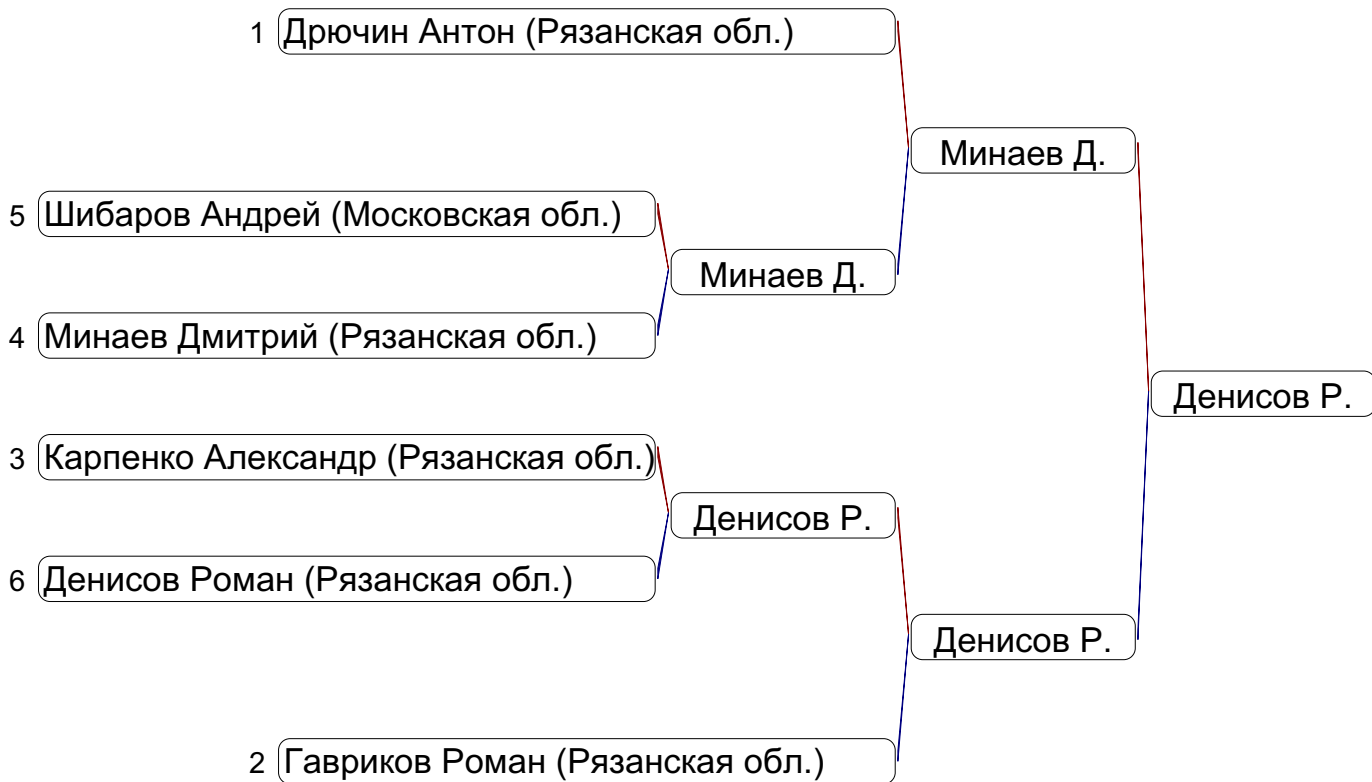 1 Дрючин Антон (Рязанская обл.)
Минаев Д.
5 Шибаров Андрей (Московская обл.)
Минаев Д.
4 Минаев Дмитрий (Рязанская обл.)
Денисов Р.
3 Карпенко Александр (Рязанская обл.)
Денисов Р.
6 Денисов Роман (Рязанская обл.)
Денисов Р.
2 Гавриков Роман (Рязанская обл.)